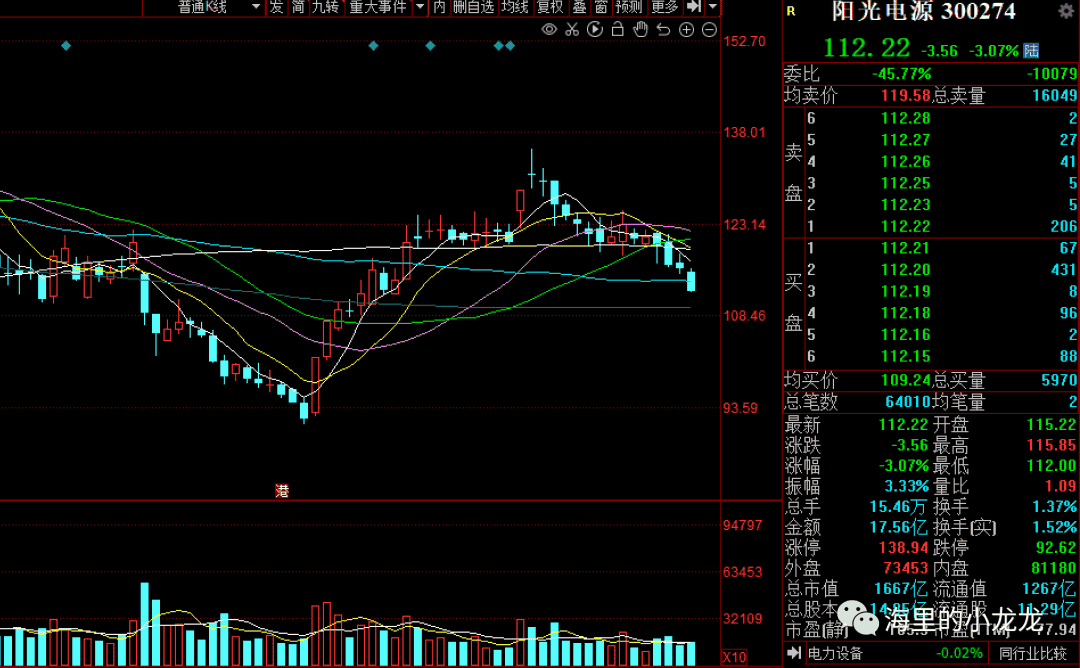 普通K线 发 简 九转 重大事件 内 删自选 均线 复权 叠 窗 预测 更多
152.70
138.01
123.14
108.46
93.59
港
94797
63453
32109
X10
R 阳光电源 300274
112.22 -3.56 -3.07% 陆
委比 -45.77% -10079
均卖价 119.58 总卖量 16049
卖盘
6 112.28 2
5 112.27 27
4 112.26 41
3 112.25 5
2 112.23 5
1 112.22 206
买盘
1 112.21 67
2 112.20 431
3 112.19 8
4 112.18 96
5 112.16 2
6 112.15 88
均买价 109.24 总买量 5970
总笔数 64010 均笔量 2
最新 112.22 开盘 115.22
涨跌 -3.56 最高 115.85
涨幅 -3.07% 最低 112.00
振幅 3.33% 量比 1.09
总手 15.46万 换手 1.37%
金额 17.56亿 换手(实) 1.52%
涨停 138.94 跌停 92.62
外盘 73453 内盘 81180
总市值 1667亿 流通值 1267亿
总股本 14.85亿 流通股 11.29亿
市盈(静) 市盈(TTM) 77.94
海里的小龙龙
电力设备 -0.02% 同行业比较